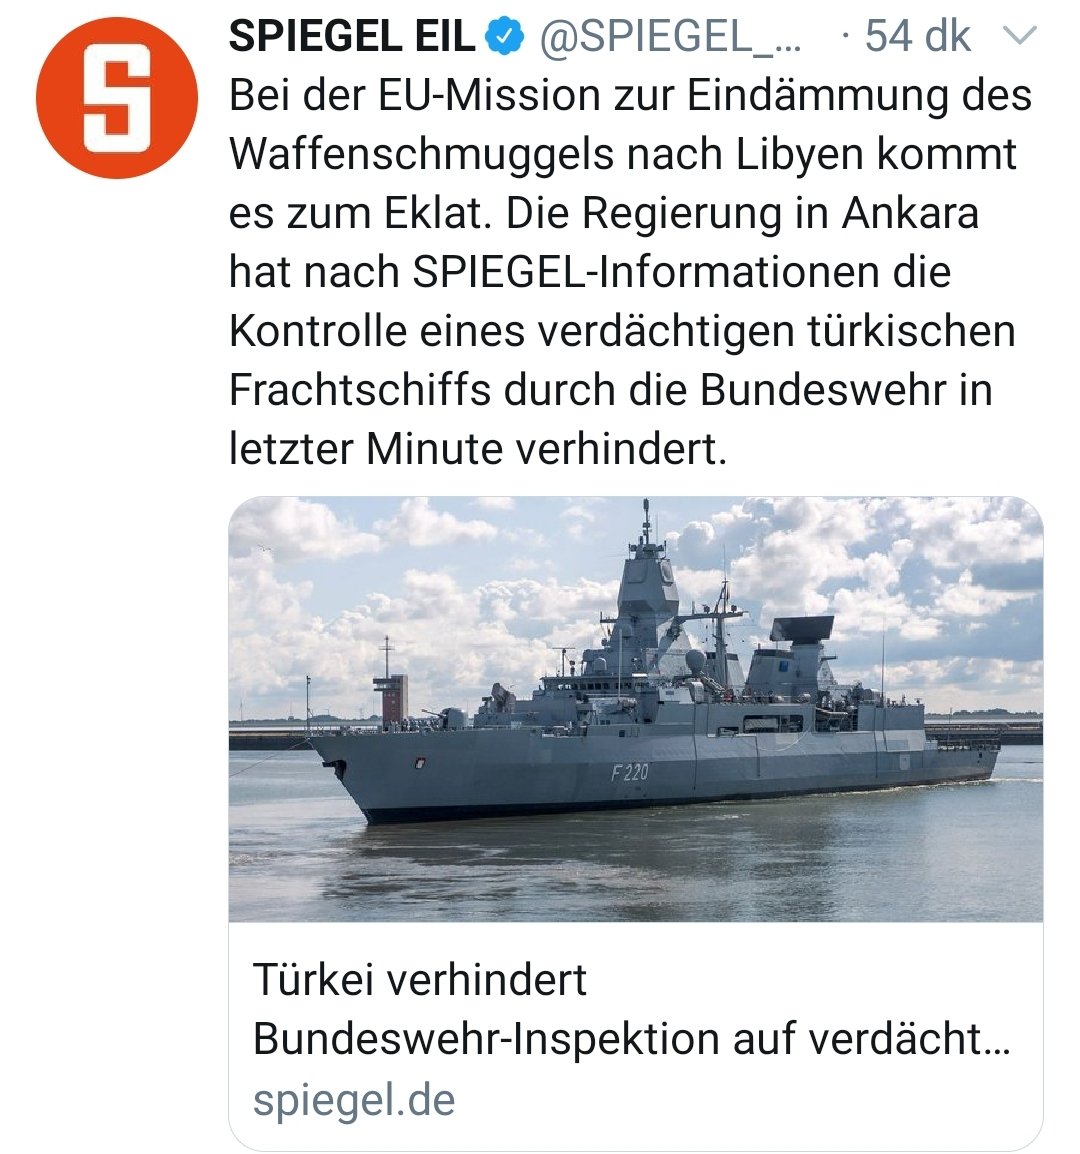 SPIEGEL EIL @SPIEGEL_... · 54 dk
Bei der EU-Mission zur Eindämmung des
Waffenschmuggels nach Libyen kommt
es zum Eklat. Die Regierung in Ankara
hat nach SPIEGEL-Informationen die
Kontrolle eines verdächtigen türkischen
Frachtschiffs durch die Bundeswehr in
letzter Minute verhindert.
F 220
Türkei verhindert
Bundeswehr-Inspektion auf verdächt...
spiegel.de